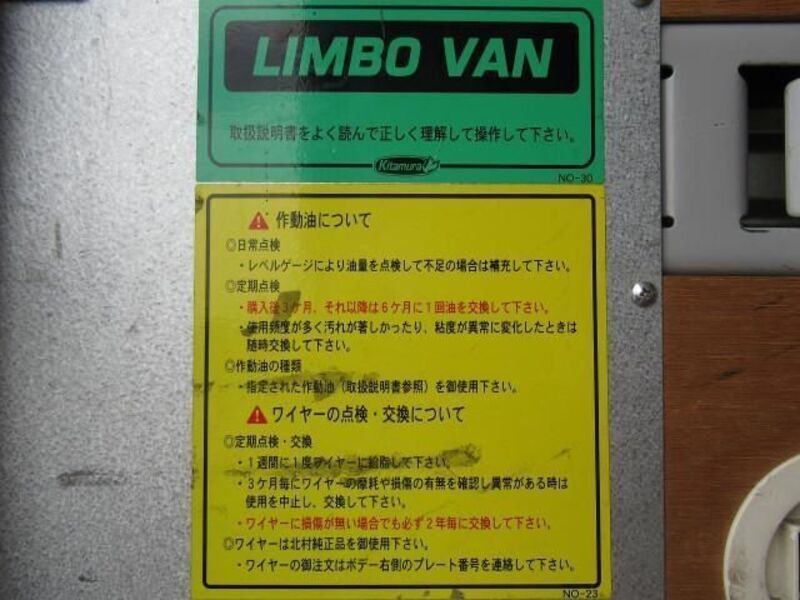 LIMBO VAN
取扱説明書をよく読んで正しく理解して操作して下さい。
Kitamura
NO-30
作動油について
◎日常点検
・レベルゲージにより油量を点検して不足の場合は補充して下さい。
◎定期点検
・購入後3ケ月、それ以降は6ケ月に1回油を交換して下さい。
・使用頻度が多く汚れが著しかったり、粘度が異常に変化したときは
随時交換して下さい。
◎作動油の種類
・指定された作動油（取扱説明書参照）を御使用下さい。
ワイヤーの点検・交換について
◎定期点検・交換
・1週間に1度ワイヤーに給脂して下さい。
・3ケ月毎にワイヤーの摩耗や損傷の有無を確認し異常がある時は
使用を中止し、交換して下さい。
・ワイヤーに損傷が無い場合でも必ず2年毎に交換して下さい。
◎ワイヤーは北村純正品を御使用下さい。
・ワイヤーの御注文はボデー右側のプレート番号を連絡して下さい。
NO-23